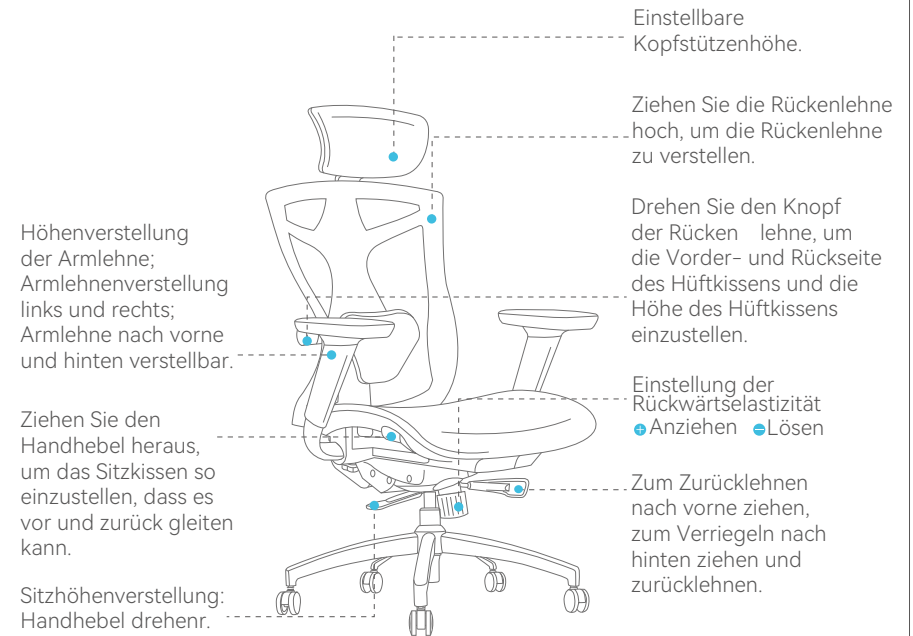 Einstellbare
Kopfstützenhöhe.
Ziehen Sie die Rückenlehne
hoch, um die Rückenlehne
zu verstellen.
Drehen Sie den Knopf
der Rücken lehne, um
die Vorder- und Rückseite
des Hüftkissens und die
Höhe des Hüftkissens
einzustellen.
Einstellung der
Rückwärtselastizität
+ Anziehen - Lösen
Zum Zurücklehnen
nach vorne ziehen,
zum Verriegeln nach
hinten ziehen und
zurücklehnen.
Höhenverstellung
der Armlehne;
Armlehnenverstellung
links und rechts;
Armlehne nach vorne
und hinten verstellbar.
Ziehen Sie den
Handhebel heraus,
um das Sitzkissen so
einzustellen, dass es
vor und zurück gleiten
kann.
Sitzhöhenverstellung:
Handhebel drehenr.